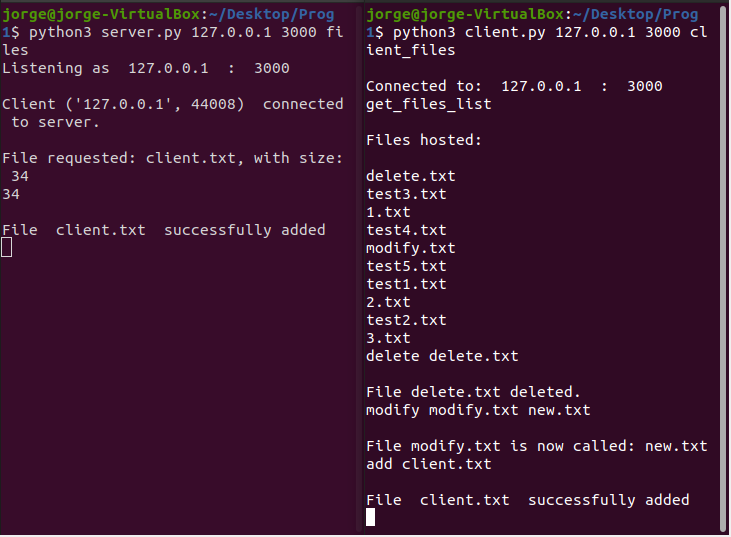 jorge@jorge-VirtualBox:~/Desktop/Prog
1$ python3 server.py 127.0.0.1 3000 fi
les
Listening as  127.0.0.1  :  3000
Client ('127.0.0.1', 44008)  connected
 to server.
File requested: client.txt, with size:
 34
34
File  client.txt  successfully added
jorge@jorge-VirtualBox:~/Desktop/Prog
1$ python3 client.py 127.0.0.1 3000 cl
ient_files
Connected to:  127.0.0.1  :  3000
get_files_list
Files hosted:
delete.txt
test3.txt
1.txt
test4.txt
modify.txt
test5.txt
test1.txt
2.txt
test2.txt
3.txt
delete delete.txt
File delete.txt deleted.
modify modify.txt new.txt
File modify.txt is now called: new.txt
add client.txt
File  client.txt  successfully added